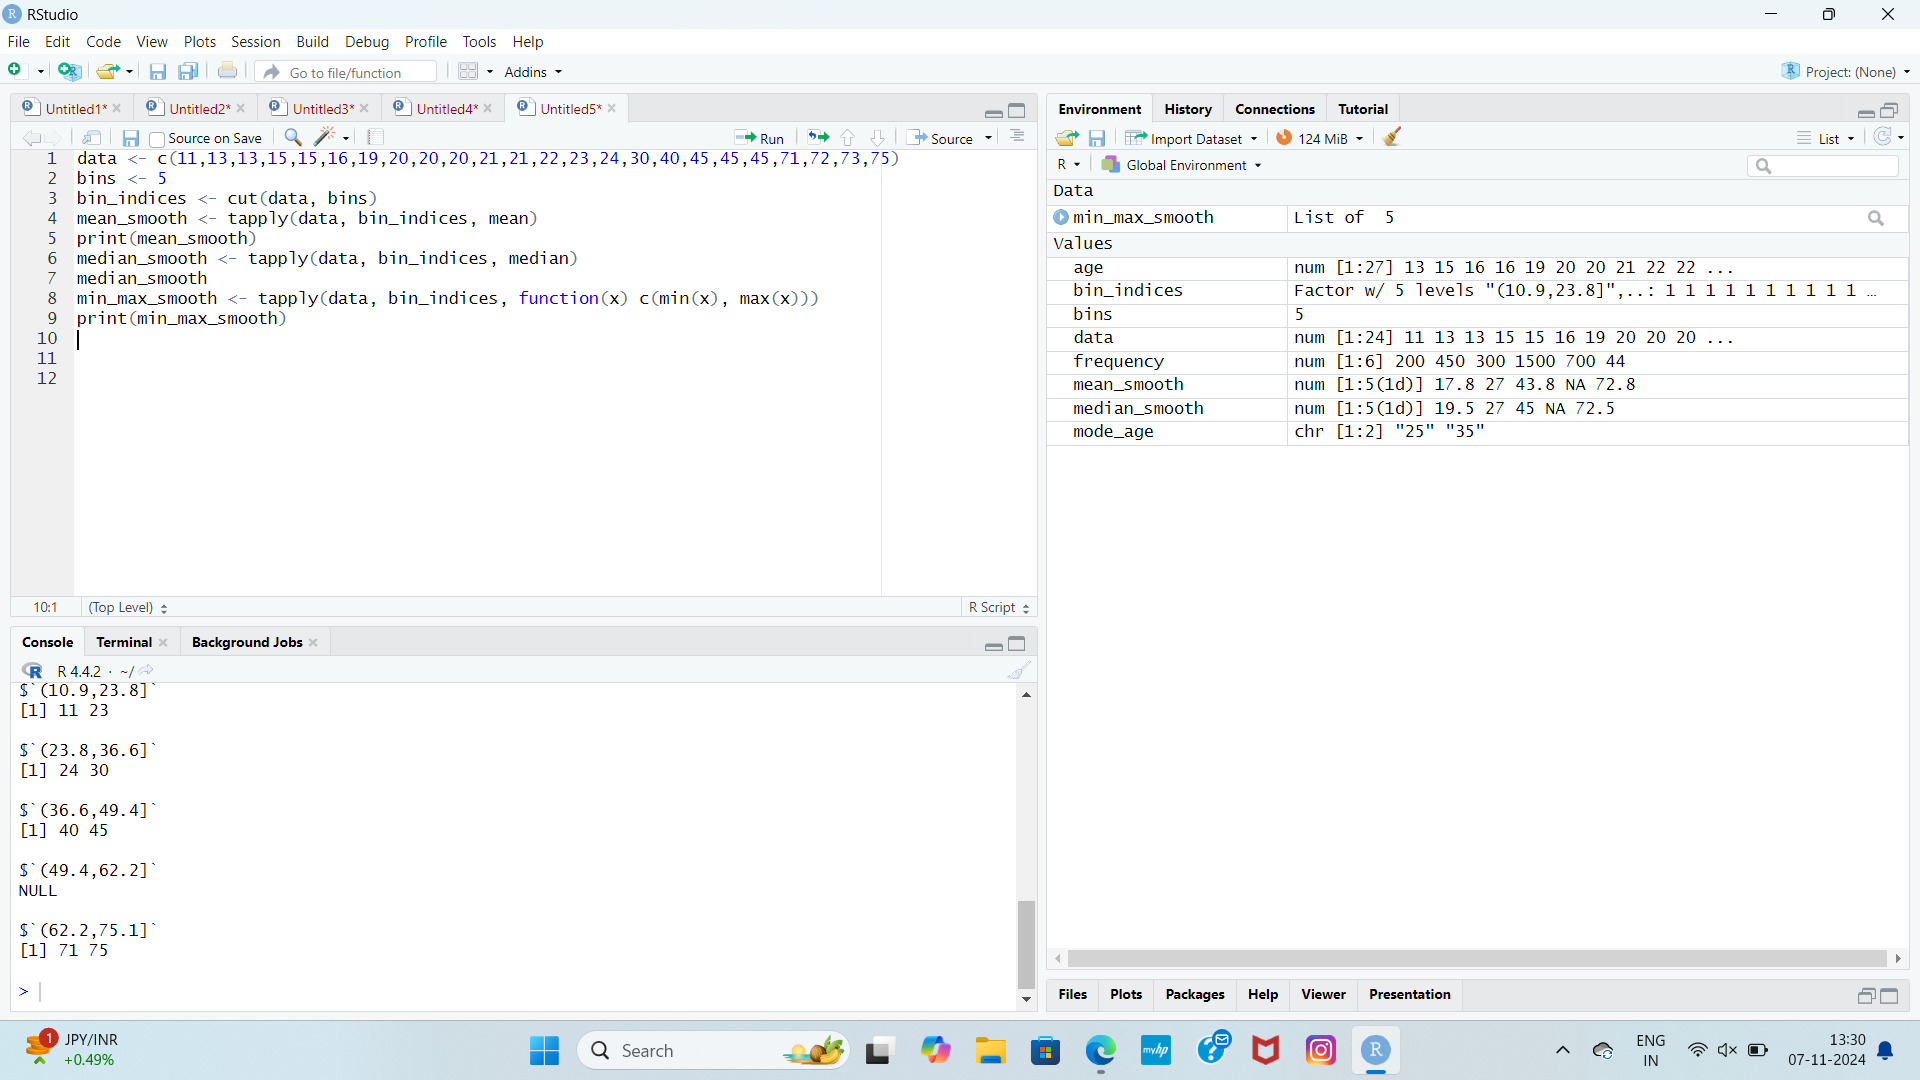 RStudio
File Edit Code View Plots Session Build Debug Profile Tools Help
Go to file/function Addins Project: (None)
Untitled1* Untitled2* Untitled3* Untitled4* Untitled5*
Source on Save Run Source
1 data <- c(11,13,13,15,15,16,19,20,20,20,21,21,22,23,24,30,40,45,45,45,71,72,73,75)
2 bins <- 5
3 bin_indices <- cut(data, bins)
4 mean_smooth <- tapply(data, bin_indices, mean)
5 print(mean_smooth)
6 median_smooth <- tapply(data, bin_indices, median)
7 median_smooth
8 min_max_smooth <- tapply(data, bin_indices, function(x) c(min(x), max(x)))
9 print(min_max_smooth)
10
11
12
10:1 (Top Level) R Script
Console Terminal Background Jobs
R 4.4.2 · ~/
$`(10.9,23.8]`
[1] 11 23
$`(23.8,36.6]`
[1] 24 30
$`(36.6,49.4]`
[1] 40 45
$`(49.4,62.2]`
NULL
$`(62.2,75.1]`
[1] 71 75
>
Environment History Connections Tutorial
Import Dataset 124 MiB List
R Global Environment
Data
min_max_smooth List of 5
Values
age num [1:27] 13 15 16 16 19 20 20 21 22 22 ...
bin_indices Factor w/ 5 levels "(10.9,23.8]",..: 1 1 1 1 1 1 1 1 1 1 …
bins 5
data num [1:24] 11 13 13 15 15 16 19 20 20 20 ...
frequency num [1:6] 200 450 300 1500 700 44
mean_smooth num [1:5(1d)] 17.8 27 43.8 NA 72.8
median_smooth num [1:5(1d)] 19.5 27 45 NA 72.5
mode_age chr [1:2] "25" "35"
Files Plots Packages Help Viewer Presentation
1 JPY/INR
+0.49%
Search
myhp
R
ENG
IN
13:30
07-11-2024